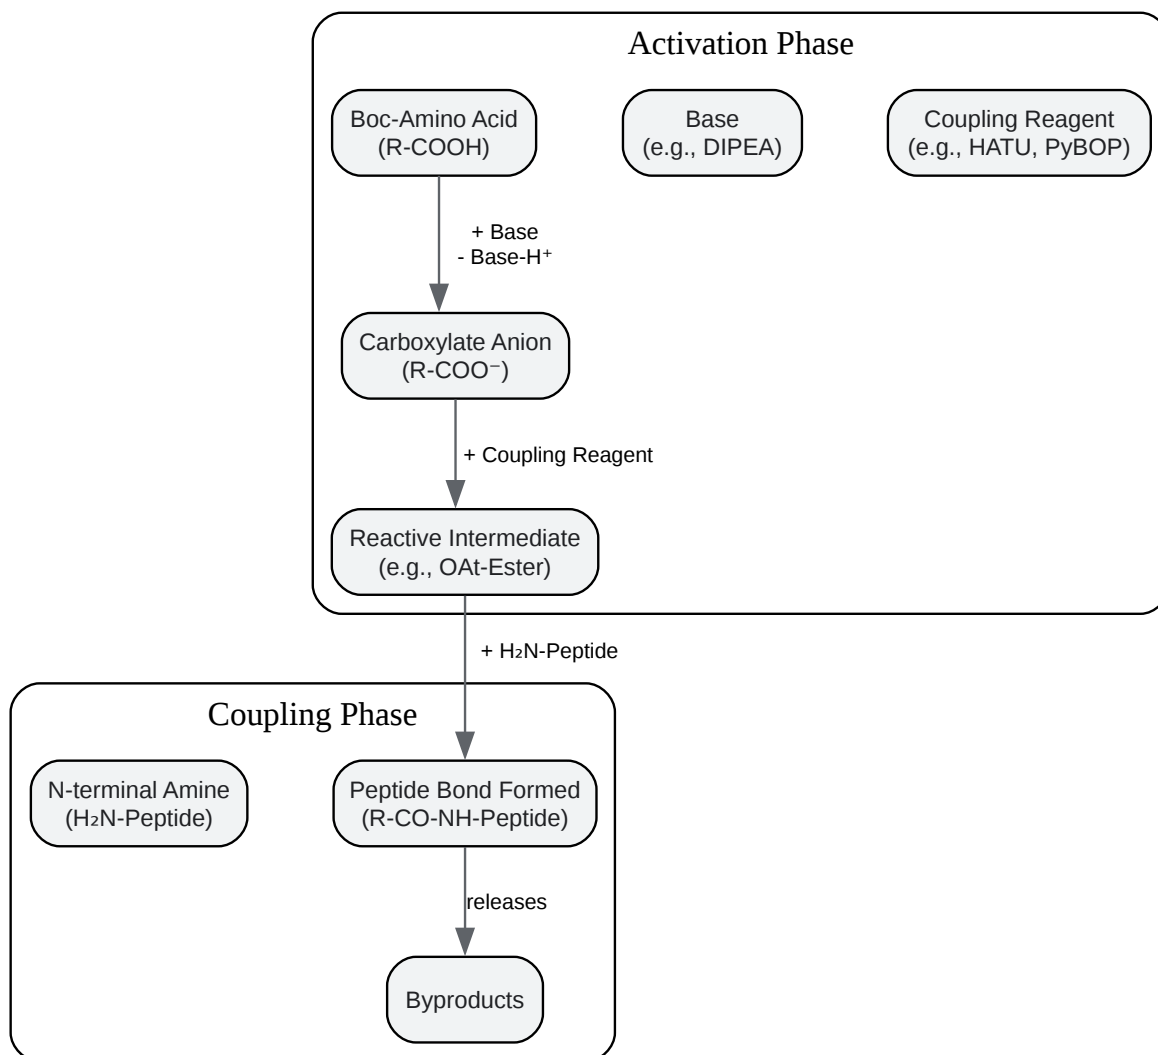 Activation Phase
Boc-Amino Acid
(R-COOH)
Base
(e.g., DIPEA)
Coupling Reagent
(e.g., HATU, PyBOP)
+ Base
- Base-H⁺
Carboxylate Anion
(R-COO⁻)
+ Coupling Reagent
Reactive Intermediate
(e.g., OAt-Ester)
+ H₂N-Peptide
Coupling Phase
N-terminal Amine
(H₂N-Peptide)
Peptide Bond Formed
(R-CO-NH-Peptide)
releases
Byproducts